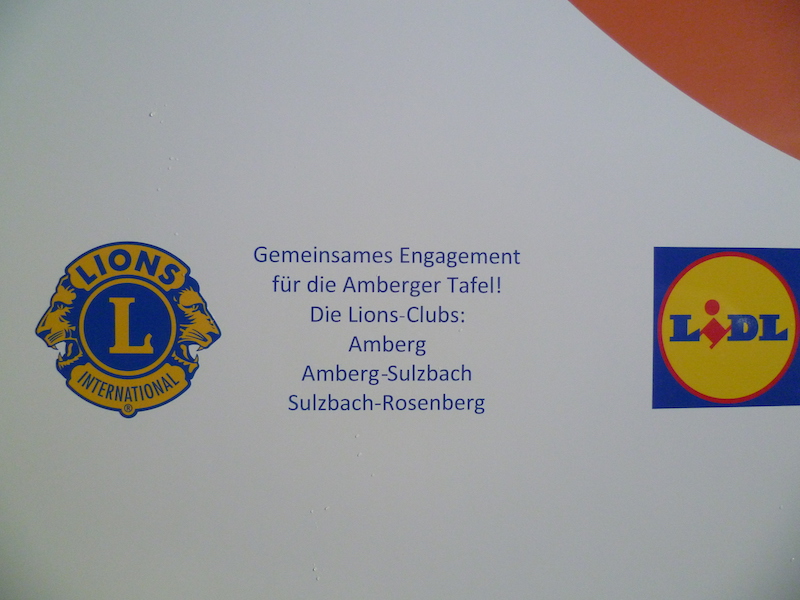 LIONS
L
INTERNATIONAL
®
Gemeinsames Engagement
für die Amberger Tafel!
Die Lions-Clubs:
Amberg
Amberg-Sulzbach
Sulzbach-Rosenberg
LiDL